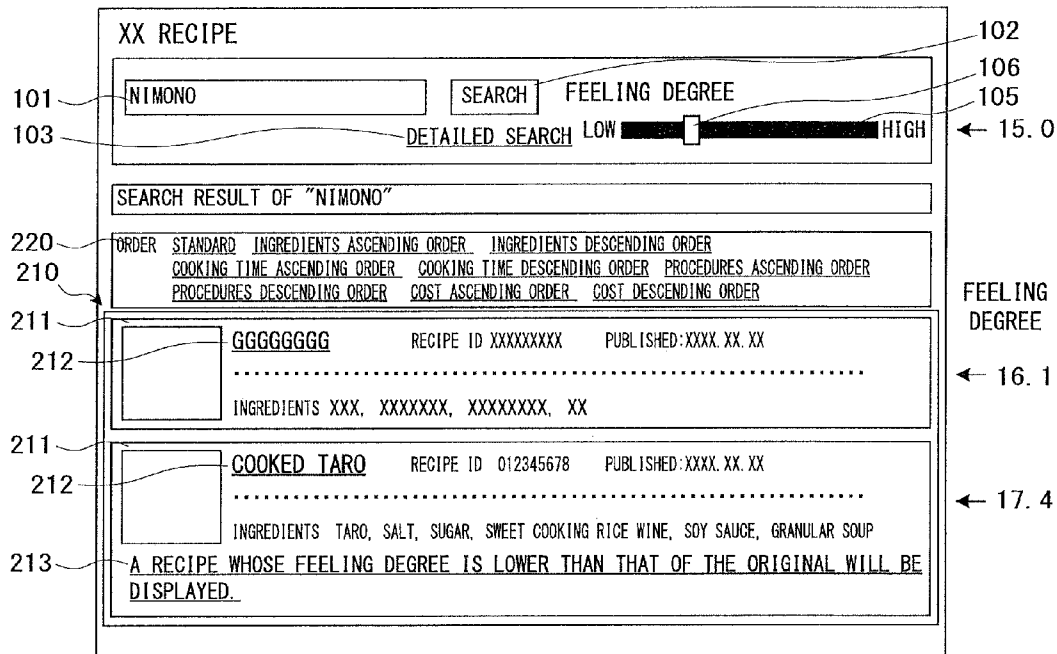 XX RECIPE
102
106
105
101
NIMONO
SEARCH
FEELING DEGREE
103
DETAILED SEARCH
LOW
HIGH
15.0
SEARCH RESULT OF "NIMONO"
220
ORDER STANDARD INGREDIENTS ASCENDING ORDER INGREDIENTS DESCENDING ORDER
COOKING TIME ASCENDING ORDER COOKING TIME DESCENDING ORDER PROCEDURES ASCENDING ORDER
PROCEDURES DESCENDING ORDER COST ASCENDING ORDER COST DESCENDING ORDER
210
FEELING
DEGREE
211
212
GGGGGGGG RECIPE ID XXXXXXXXX PUBLISHED:XXXX.XX.XX
16.1
INGREDIENTS XXX, XXXXXXX, XXXXXXXX, XX
211
212
COOKED TARO RECIPE ID 012345678 PUBLISHED:XXXX.XX.XX
17.4
INGREDIENTS TARO, SALT, SUGAR, SWEET COOKING RICE WINE, SOY SAUCE, GRANULAR SOUP
213
A RECIPE WHOSE FEELING DEGREE IS LOWER THAN THAT OF THE ORIGINAL WILL BE
DISPLAYED.